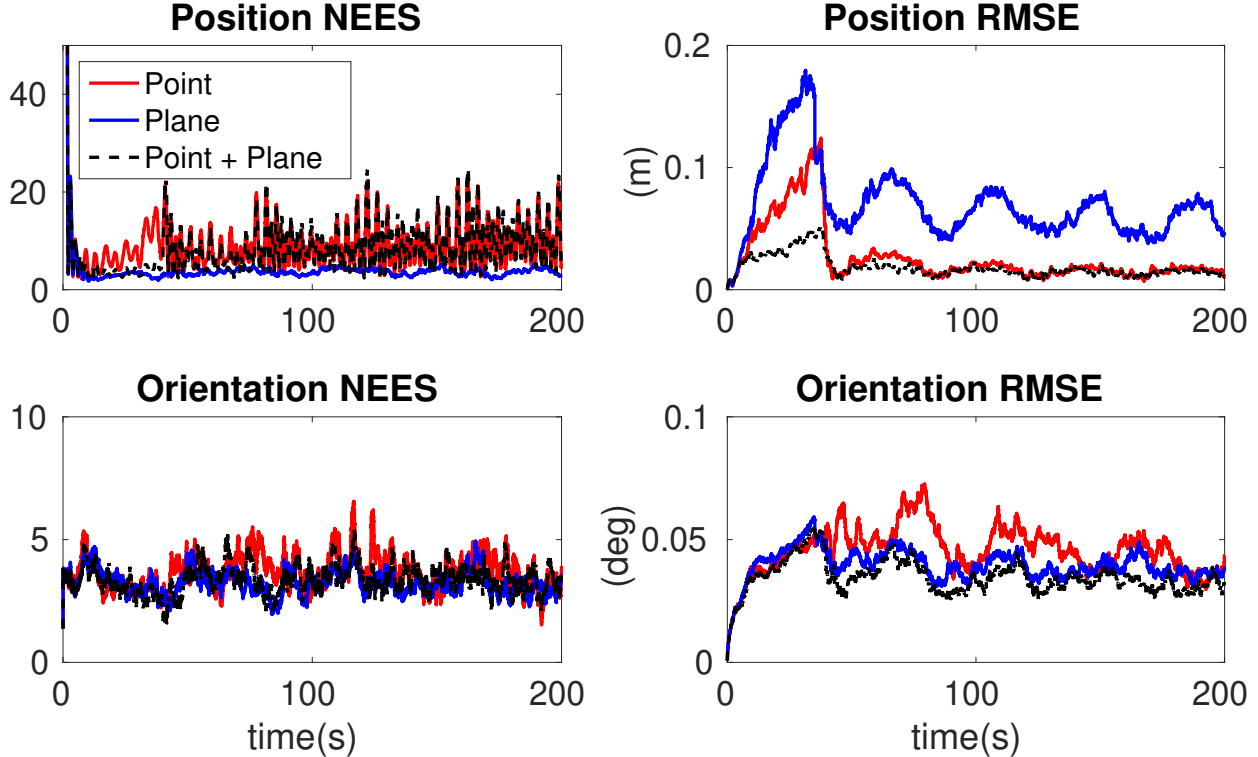 Position NEES
40
20
0
0 100 200
Point
Plane
Point + Plane
Position RMSE
0.2
0.1
0
(m)
0 100 200
Orientation NEES
10
5
0
0 100 200
time(s)
Orientation RMSE
0.1
0.05
0
(deg)
0 100 200
time(s)